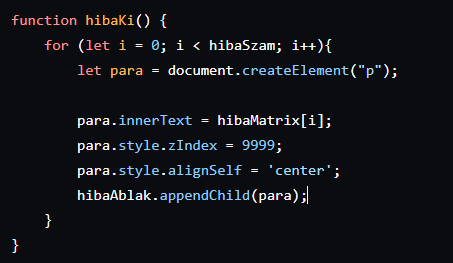 function hibaKi() {
    for (let i = 0; i < hibaSzam; i++){
        let para = document.createElement("p");

        para.innerText = hibaMatrix[i];
        para.style.zIndex = 9999;
        para.style.alignSelf = 'center';
        hibaAblak.appendChild(para);
    }
}